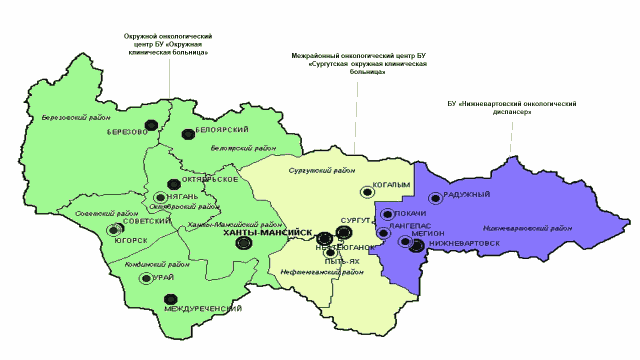 Окружной онкологический
центр БУ «Окружная
клиническая больница»
Межрайонный онкологический центр БУ
«Сургутская окружная клиническая
больница»
БУ «Нижневартовский онкологический
диспансер»
Березовский район
БЕРЕЗОВО
БЕЛОЯРСКИЙ
Белоярский район
Сургутский район
ОКТЯБРЬСКОЕ
КОГАЛЫМ
НЯГАНЬ
РАДУЖНЫЙ
Октябрьский район
Советский район
ПОКАЧИ
СОВЕТСКИЙ
СУРГУТ
Ханты-Мансийский район
ЛАНГЕПАС
Нижневартовский район
ХАНТЫ-МАНСИЙСК
МЕГИОН
ЮГОРСК
НИЖНЕВАРТОВСК
НЕФТЕЮГАНСК
ПЫТЬ-ЯХ
Кондинский район
Нефтеюганский район
УРАЙ
МЕЖДУРЕЧЕНСКИЙ